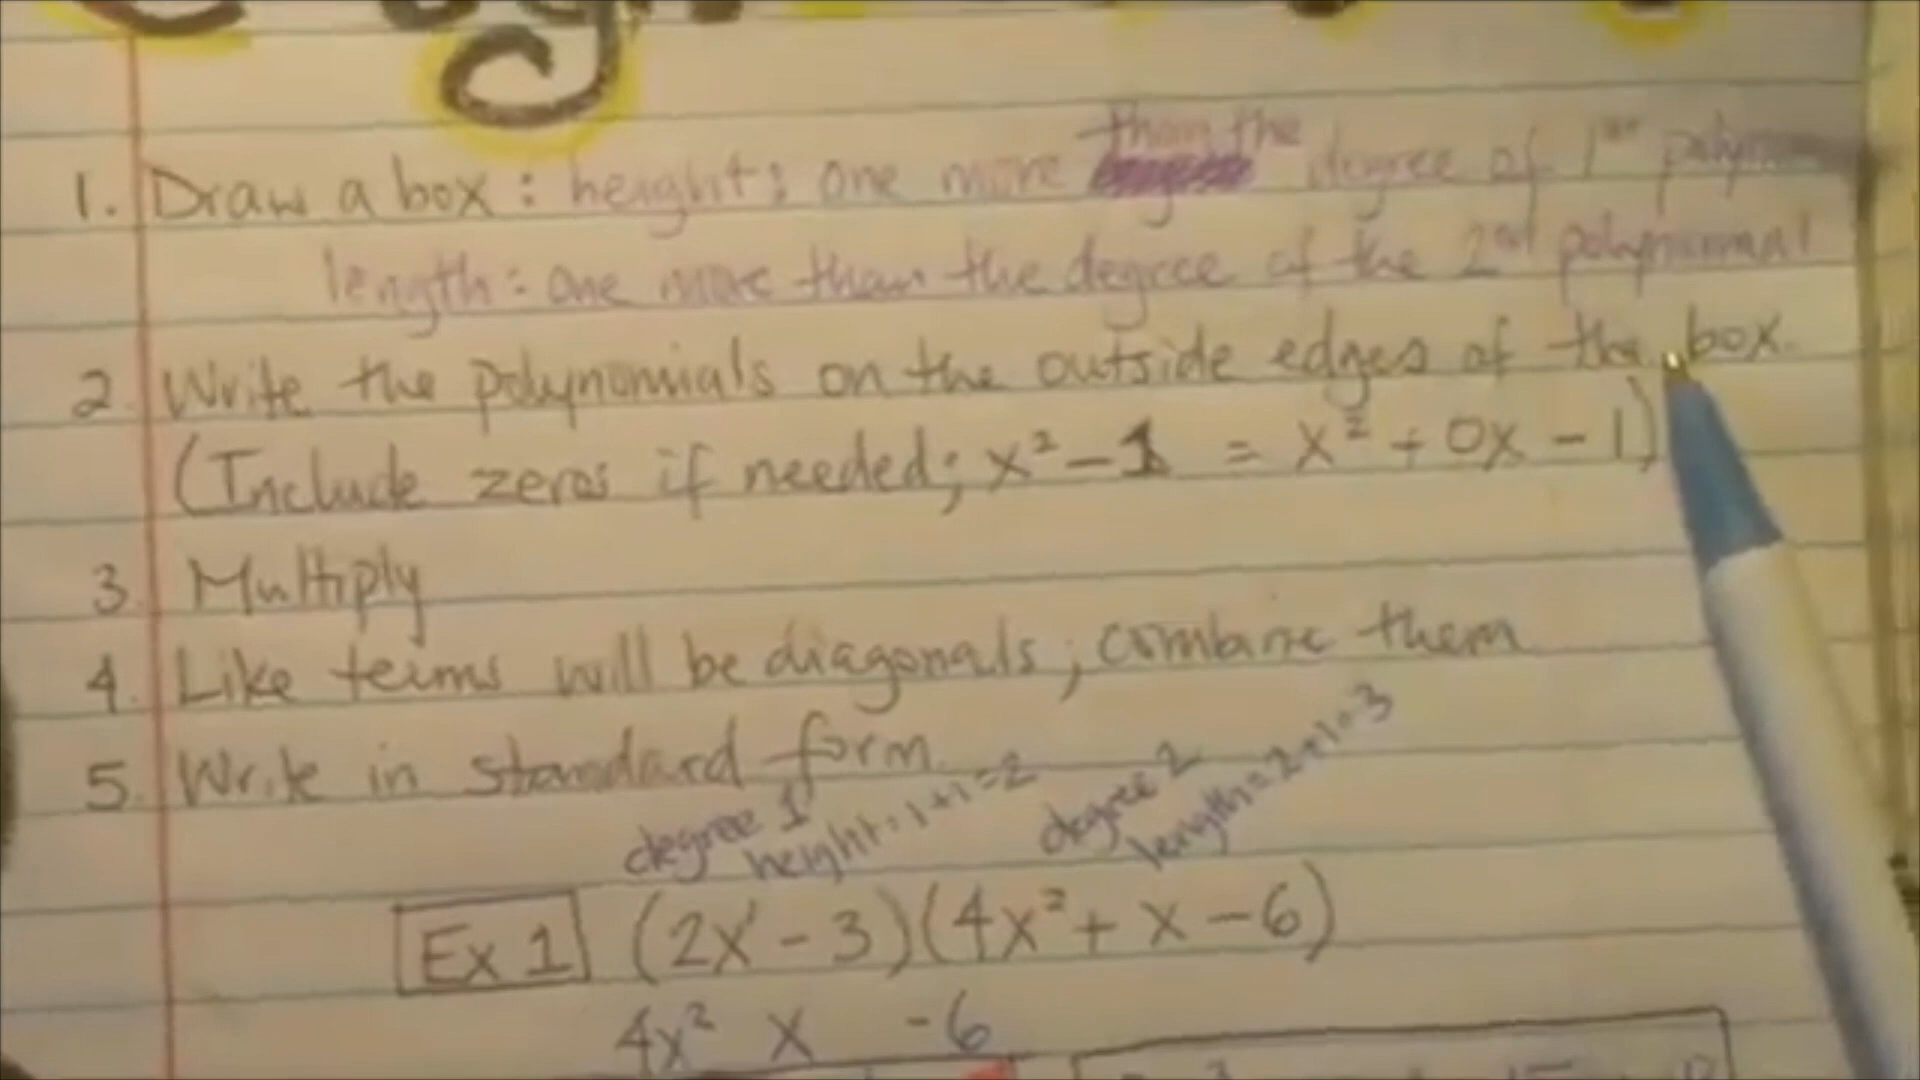 1. Draw a box: height: one more than the degree of 1st
length: one more than the degree of the 2nd polynomial
2. Write the polynomials on the outside edges of the box.
(Include zeros if needed; x² - 1 = x² + 0x - 1)
3. Multiply
4. Like terms will be diagonals; combine them
5. Write in standard form
degree 1 degree 2
height: 1+1=2 length=2+1=3
Ex 1 (2x¹ - 3)(4x² + x - 6)
4x² x -6